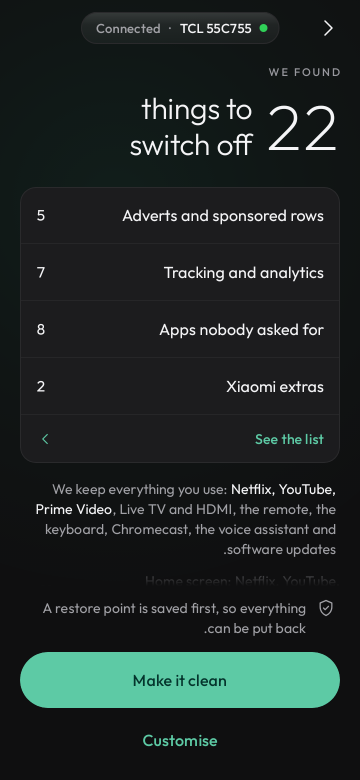 Connected · TCL 55C755
WE FOUND
22
things to
switch off
Adverts and sponsored rows 5
Tracking and analytics 7
Apps nobody asked for 8
Xiaomi extras 2
See the list
We keep everything you use: Netflix, YouTube,
Prime Video, Live TV and HDMI, the remote, the
keyboard, Chromecast, the voice assistant and
.software updates
Home screen: Netflix, YouTube
A restore point is saved first, so everything
.can be put back
Make it clean
Customise